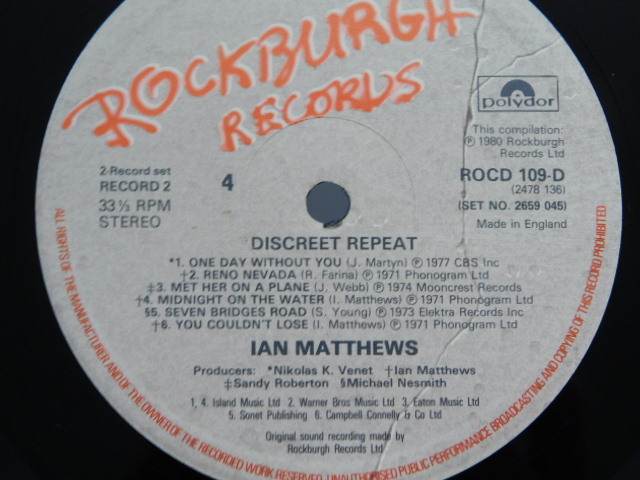 ROCKBURGH
RECORDS
polydor
This compilation:
℗ 1980 Rockburgh
Records Ltd
2-Record set
RECORD 2
4
33⅓ RPM
STEREO
ROCD 109-D
(2478 136)
(SET NO. 2659 045)
Made in England
DISCREET REPEAT
*1. ONE DAY WITHOUT YOU (J. Martyn) ℗ 1977 CBS Inc
†2. RENO NEVADA (R. Farina) ℗ 1971 Phonogram Ltd
‡3. MET HER ON A PLANE (J. Webb) ℗ 1974 Mooncrest Records
†4. MIDNIGHT ON THE WATER (I. Matthews) ℗ 1971 Phonogram Ltd
§5. SEVEN BRIDGES ROAD (S. Young) ℗ 1973 Elektra Records Inc
†6. YOU COULDN'T LOSE (I. Matthews) ℗ 1971 Phonogram Ltd
IAN MATTHEWS
Producers: *Nikolas K. Venet †Ian Matthews
‡Sandy Roberton §Michael Nesmith
1, 4. Island Music Ltd 2. Warner Bros Music Ltd 3. Eaton Music Ltd
5. Sonet Publishing 6. Campbell Connelly & Co Ltd
Original sound recording made by
Rockburgh Records Ltd
ALL RIGHTS OF THE MANUFACTURER AND OF THE OWNER OF THE RECORDED WORK RESERVED. UNAUTHORISED PUBLIC PERFORMANCE BROADCASTING AND COPYING OF THIS RECORD PROHIBITED